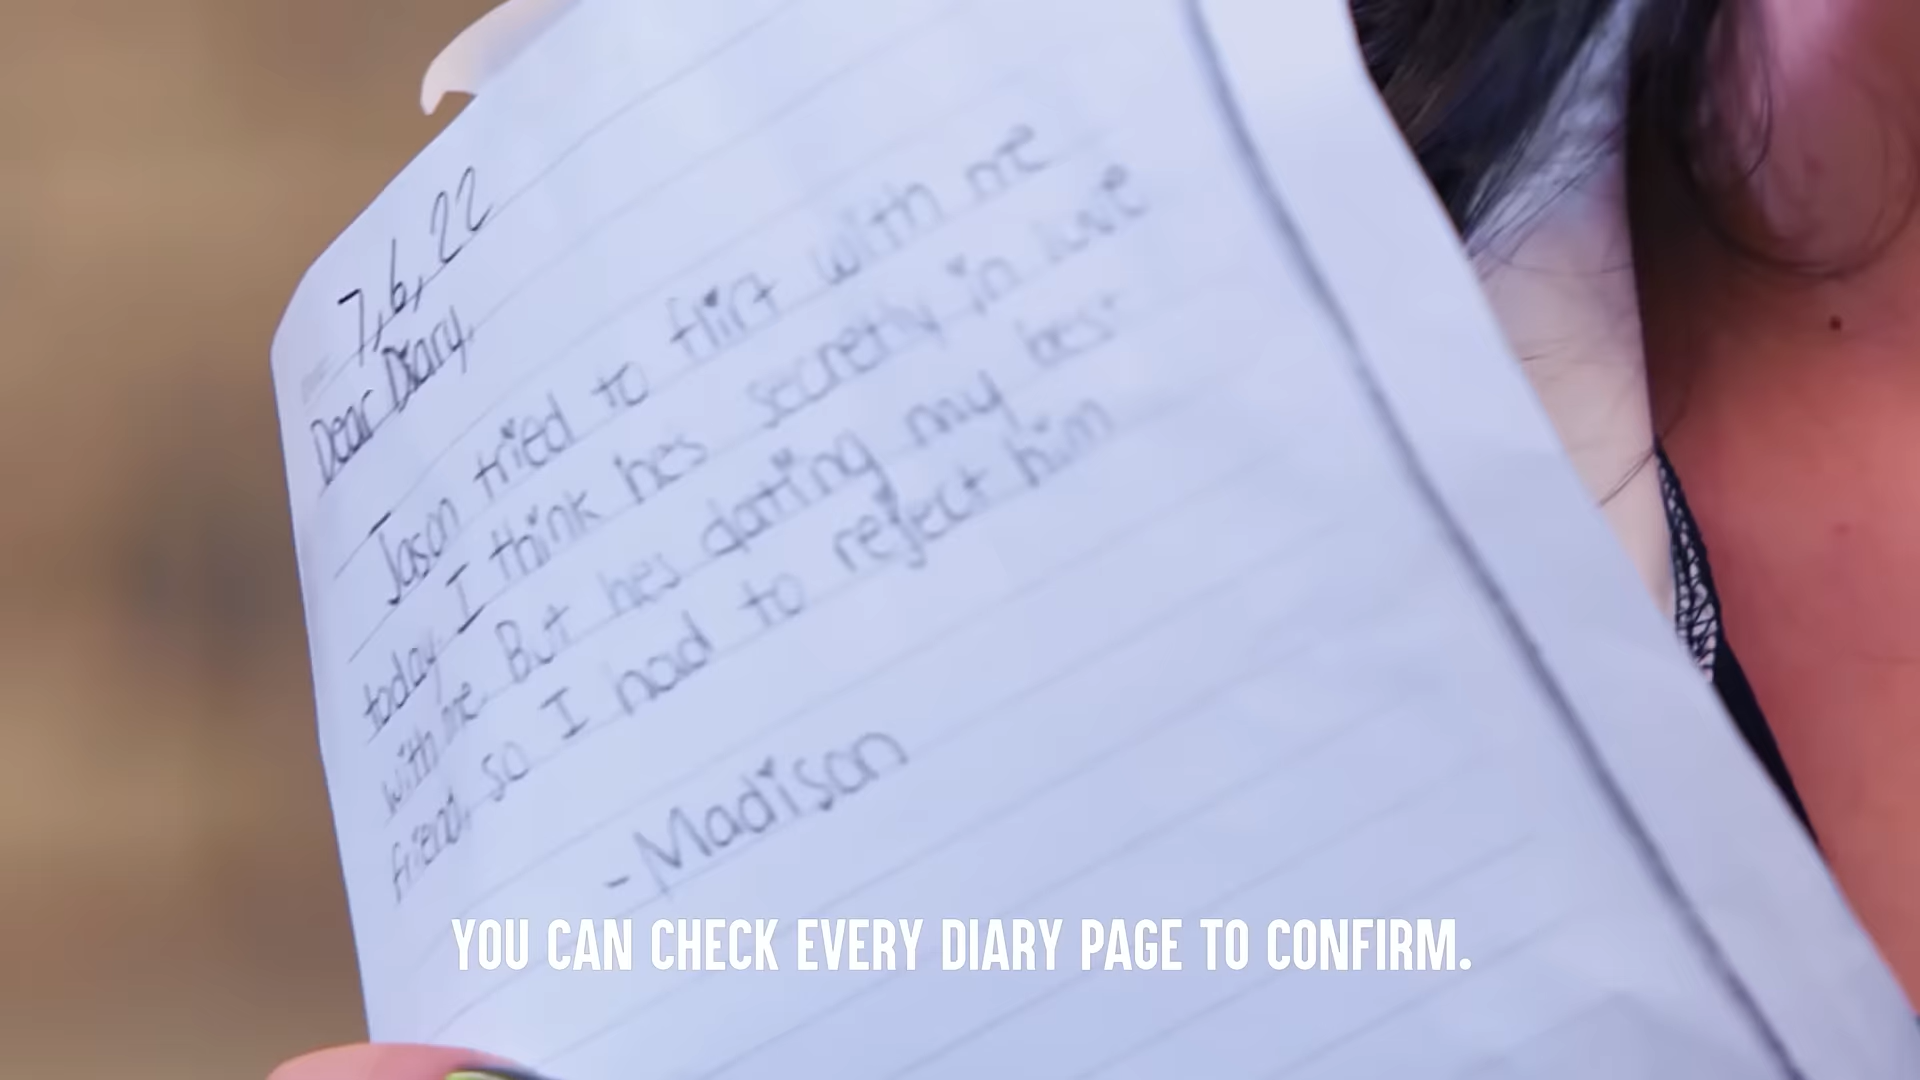 7,6,22
Dear Diary,
Jason tried to flirt with me
today. I think hes secretly in love
with me. But hes dating my best
friend, so I had to reject him
-Madison
YOU CAN CHECK EVERY DIARY PAGE TO CONFIRM.